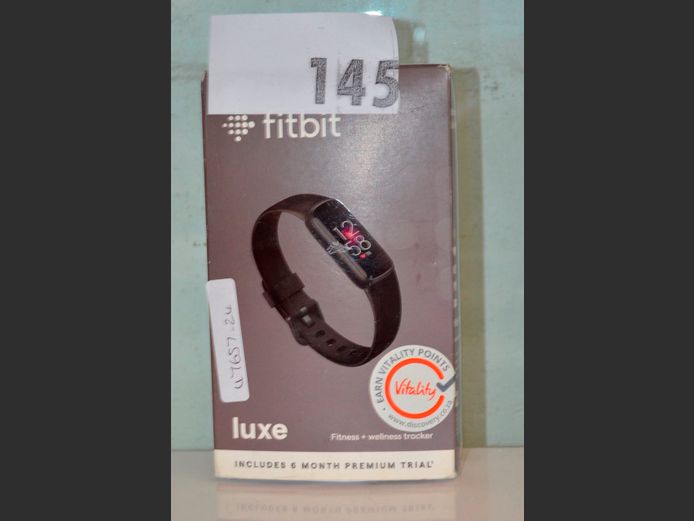 145
fitbit
12
58
W7657-24
EARN VITALITY POINTS
Vitality
www.discovery.co.za
luxe
Fitness + wellness tracker
INCLUDES 6 MONTH PREMIUM TRIAL†